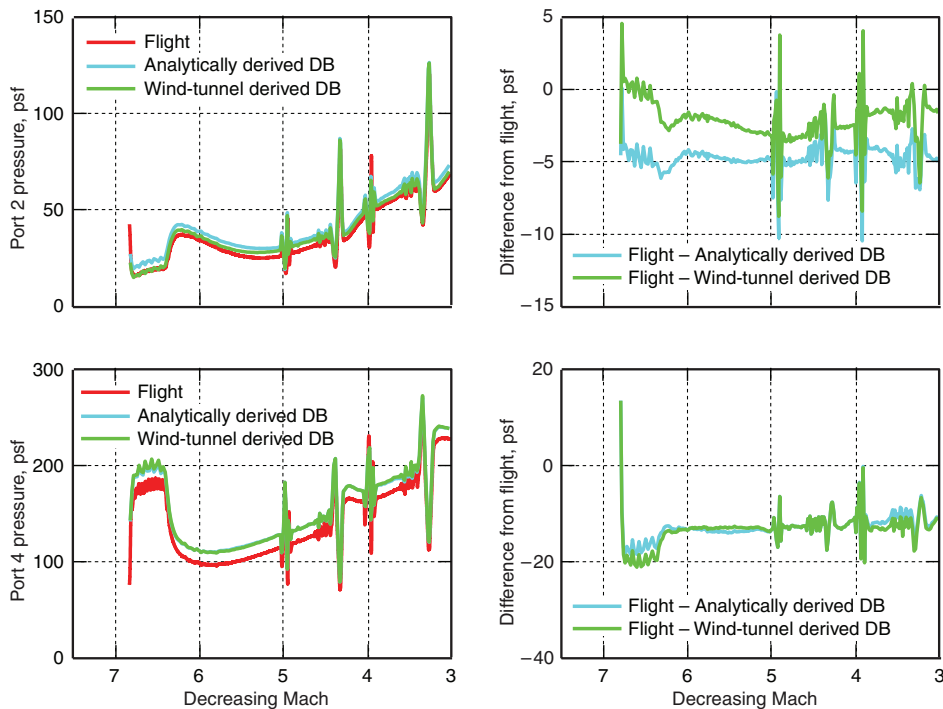 150
100
50
0
Port 2 pressure, psf
Flight
Analytically derived DB
Wind-tunnel derived DB
5
0
−5
−10
−15
Difference from flight, psf
Flight – Analytically derived DB
Flight – Wind-tunnel derived DB
300
200
100
0
Port 4 pressure, psf
Flight
Analytically derived DB
Wind-tunnel derived DB
7 6 5 4 3
Decreasing Mach
20
0
−20
−40
Difference from flight, psf
Flight – Analytically derived DB
Flight – Wind-tunnel derived DB
7 6 5 4 3
Decreasing Mach